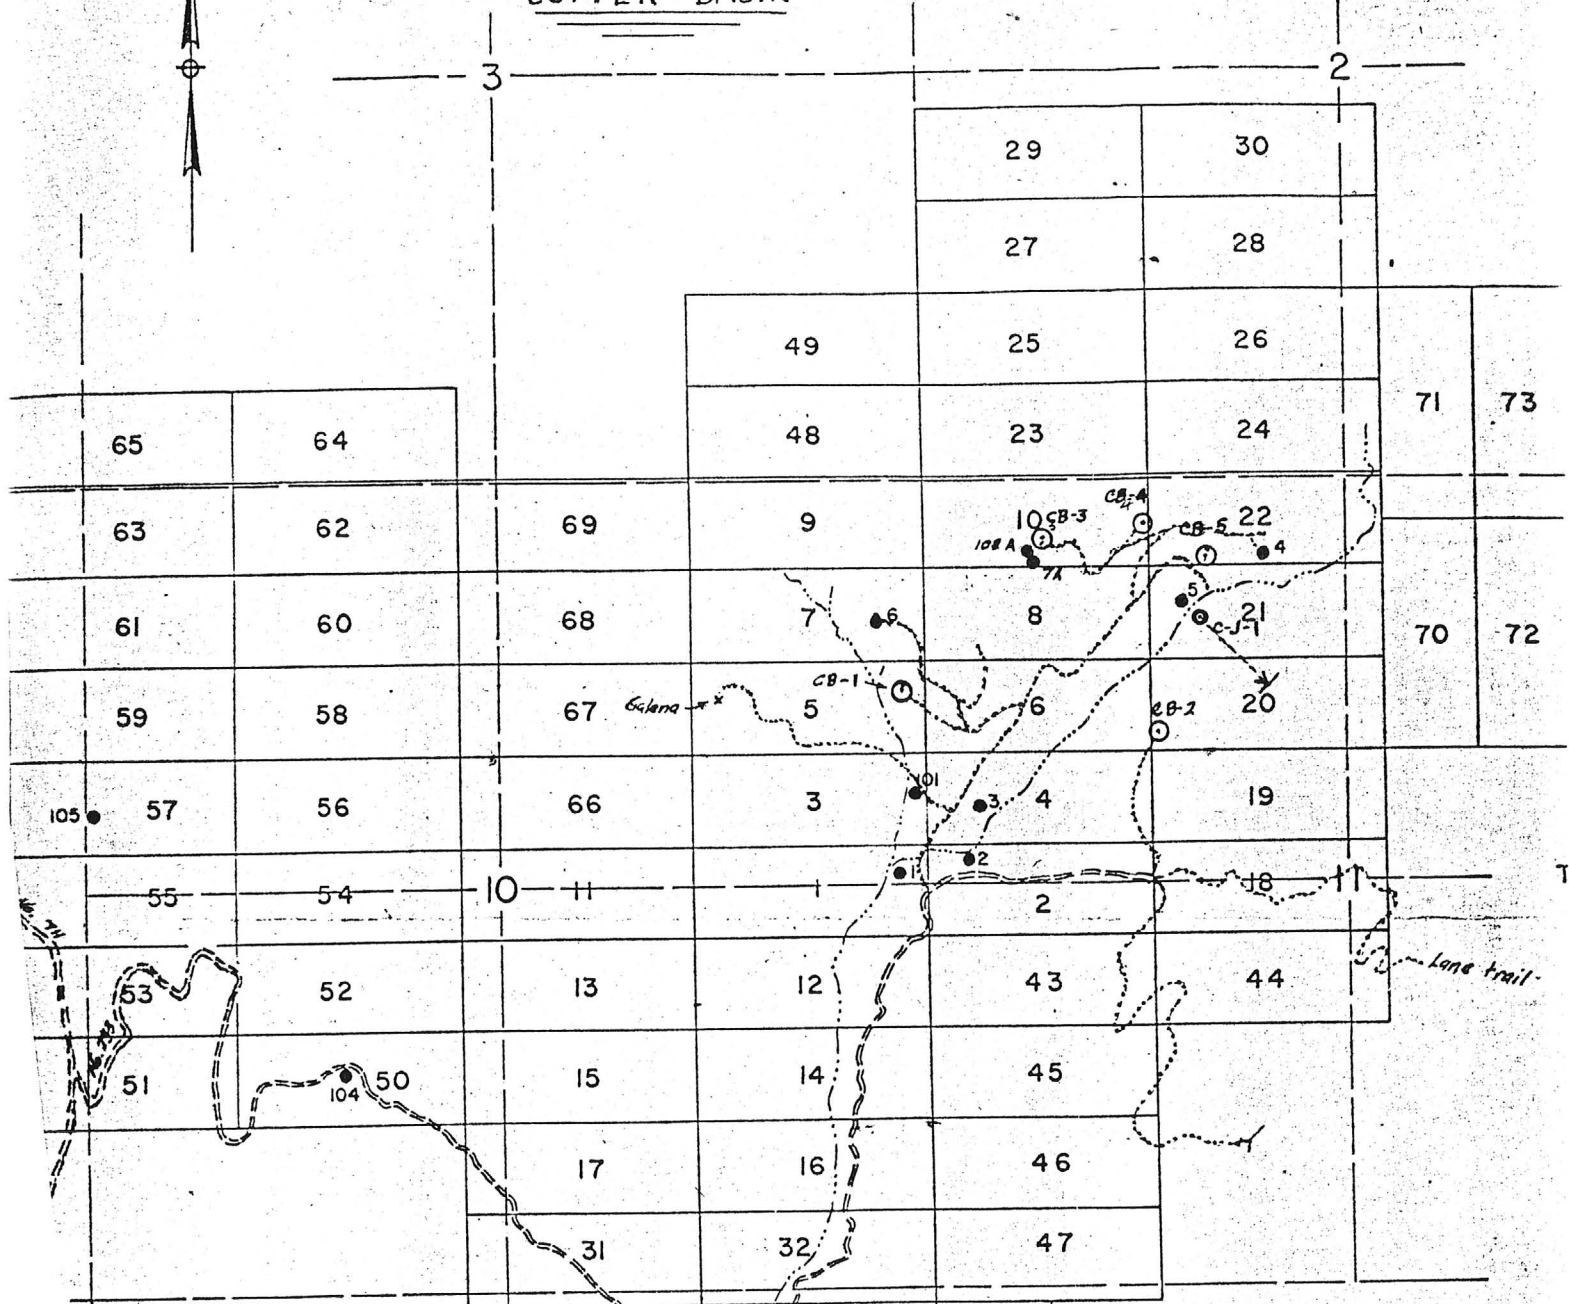 COPPER BASIN
3 2
29 30
27 28
49 25 26
71 73
65 64 48 23 24
63 62 69 9 10 CB-3 CB-4 CB-5 22
4
61 60 68 7 6 8 5 21
C-J-1
70 72
59 58 67 Galena x CB-1 5 6 CB-2 20
105 57 56 66 3 101 3 4 19
55 54 10 11 1 1 2 2 18 11 T
53 52 13 12 43 44 Lane trail
51 104 50 15 14 45
17 16 46
31 32 47